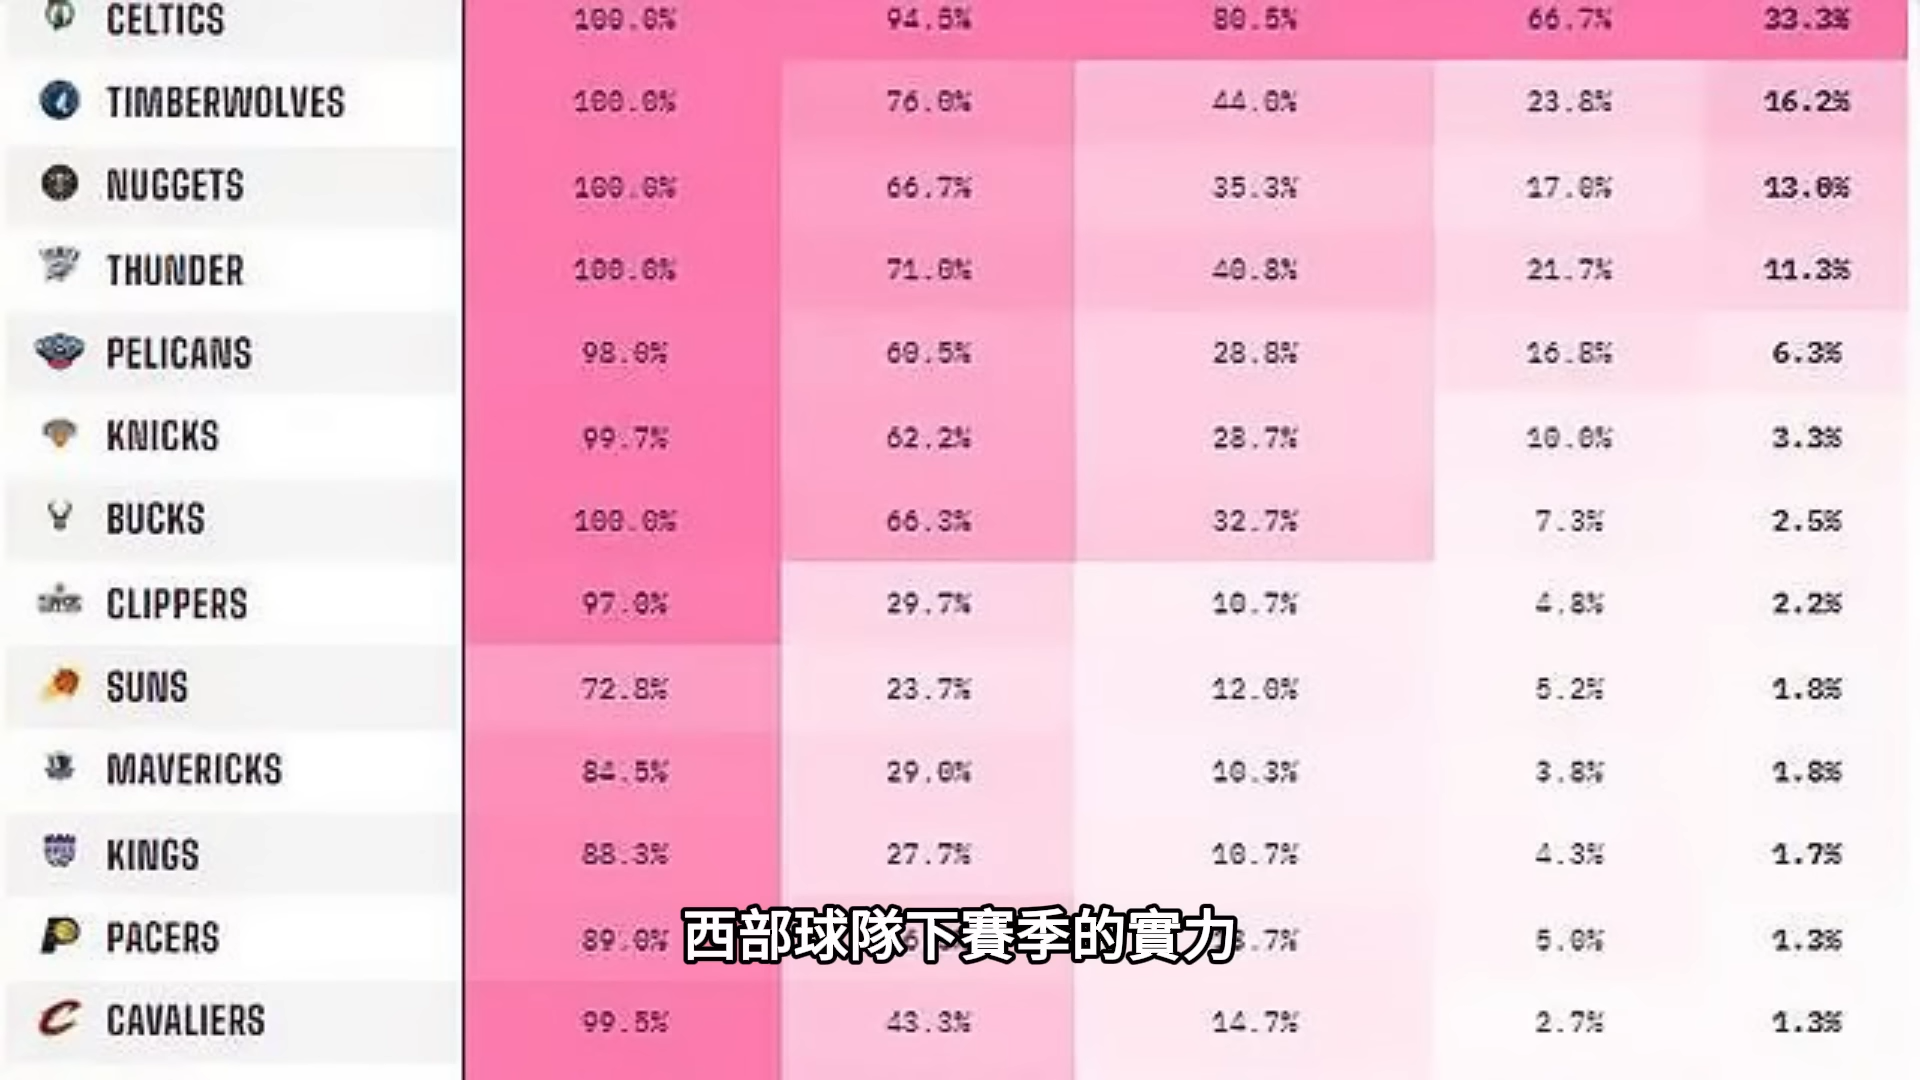 CELTICS 100.0% 94.5% 80.5% 66.7% 33.3%
TIMBERWOLVES 100.0% 76.0% 44.0% 23.8% 16.2%
NUGGETS 100.0% 66.7% 35.3% 17.0% 13.0%
THUNDER 100.0% 71.0% 40.8% 21.7% 11.3%
PELICANS 98.0% 60.5% 28.8% 16.8% 6.3%
KNICKS 99.7% 62.2% 28.7% 10.0% 3.3%
BUCKS 100.0% 66.3% 32.7% 7.3% 2.5%
CLIPPERS 97.0% 29.7% 10.7% 4.8% 2.2%
SUNS 72.8% 23.7% 12.0% 5.2% 1.8%
MAVERICKS 84.5% 29.0% 10.3% 3.8% 1.8%
KINGS 88.3% 27.7% 10.7% 4.3% 1.7%
PACERS 89.0% 5.0% 1.3%
西部球隊下賽季的實力
CAVALIERS 99.5% 43.3% 14.7% 2.7% 1.3%